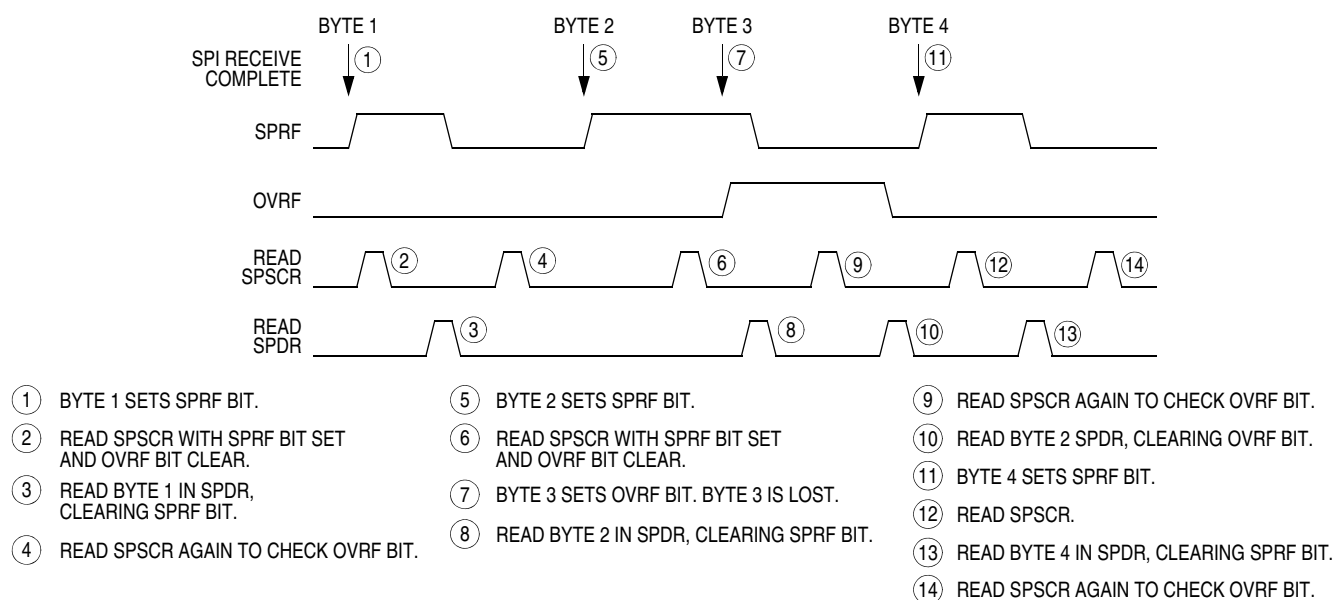 BYTE 1 BYTE 2 BYTE 3 BYTE 4
SPI RECEIVE
COMPLETE
1 5 7 11
SPRF
OVRF
READ
SPSCR
2 4 6 9 12 14
READ
SPDR
3 8 10 13
1 BYTE 1 SETS SPRF BIT.
2 READ SPSCR WITH SPRF BIT SET
AND OVRF BIT CLEAR.
3 READ BYTE 1 IN SPDR,
CLEARING SPRF BIT.
4 READ SPSCR AGAIN TO CHECK OVRF BIT.
5 BYTE 2 SETS SPRF BIT.
6 READ SPSCR WITH SPRF BIT SET
AND OVRF BIT CLEAR.
7 BYTE 3 SETS OVRF BIT. BYTE 3 IS LOST.
8 READ BYTE 2 IN SPDR, CLEARING SPRF BIT.
9 READ SPSCR AGAIN TO CHECK OVRF BIT.
10 READ BYTE 2 SPDR, CLEARING OVRF BIT.
11 BYTE 4 SETS SPRF BIT.
12 READ SPSCR.
13 READ BYTE 4 IN SPDR, CLEARING SPRF BIT.
14 READ SPSCR AGAIN TO CHECK OVRF BIT.